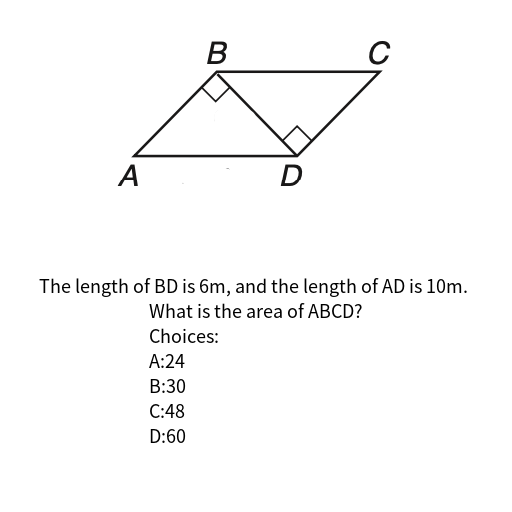 B C
A D
The length of BD is 6m, and the length of AD is 10m.
What is the area of ABCD?
Choices:
A:24
B:30
C:48
D:60